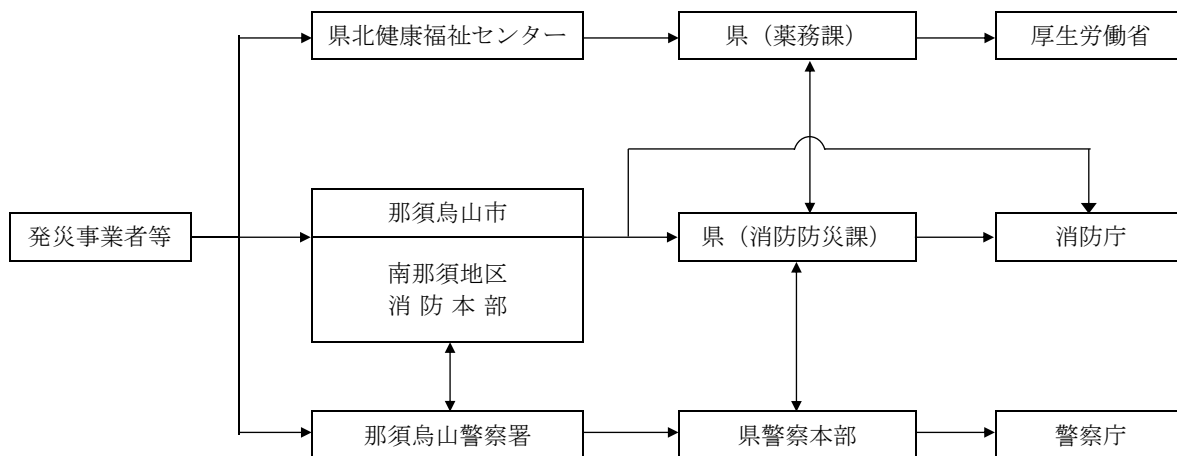 県北健康福祉センター
県（薬務課）
厚生労働省
発災事業者等
那須烏山市
南那須地区
消 防 本 部
県（消防防災課）
消防庁
那須烏山警察署
県警察本部
警察庁